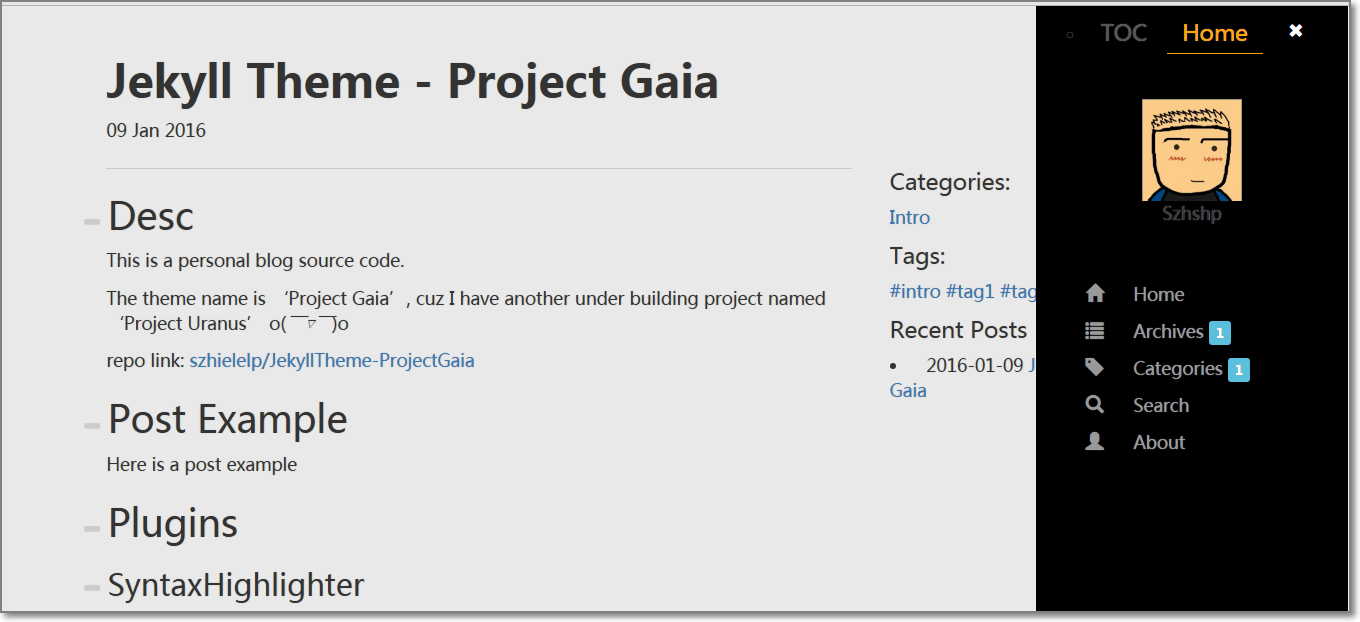 Jekyll Theme - Project Gaia
09 Jan 2016
Desc
This is a personal blog source code.
The theme name is ‘Project Gaia’, cuz I have another under building project named
‘Project Uranus’ o(￣▽￣)o
repo link: szhielelp/JekyllTheme-ProjectGaia
Post Example
Here is a post example
Plugins
SyntaxHighlighter
Categories:
Intro
Tags:
#intro #tag1 #tag
Recent Posts
• 2016-01-09 J
Gaia
TOC Home ✖
Szhshp
Home
Archives 1
Categories 1
Search
About